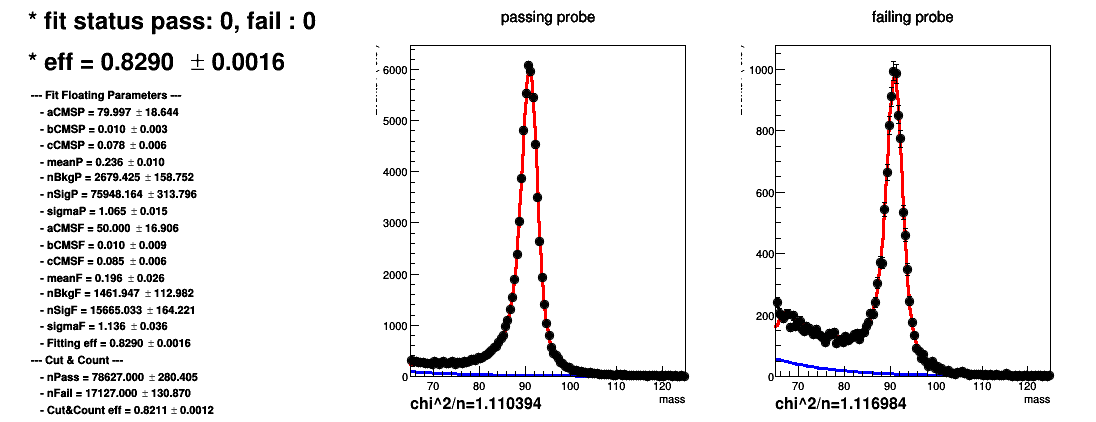 * fit status pass: 0, fail : 0
* eff = 0.8290 ± 0.0016
--- Fit Floating Parameters ---
- aCMSP = 79.997 ± 18.644
- bCMSP = 0.010 ± 0.003
- cCMSP = 0.078 ± 0.006
- meanP = 0.236 ± 0.010
- nBkgP = 2679.425 ± 158.752
- nSigP = 75948.164 ± 313.796
- sigmaP = 1.065 ± 0.015
- aCMSF = 50.000 ± 16.906
- bCMSF = 0.010 ± 0.009
- cCMSF = 0.085 ± 0.006
- meanF = 0.196 ± 0.026
- nBkgF = 1461.947 ± 112.982
- nSigF = 15665.033 ± 164.221
- sigmaF = 1.136 ± 0.036
- Fitting eff = 0.8290 ± 0.0016
--- Cut & Count ---
- nPass = 78627.000 ± 280.405
- nFail = 17127.000 ± 130.870
- Cut&Count eff = 0.8211 ± 0.0012
passing probe
6000
5000
4000
3000
2000
1000
0
70 80 90 100 110 120
mass
chi^2/n=1.110394
failing probe
1000
800
600
400
200
0
70 80 90 100 110 120
mass
chi^2/n=1.116984